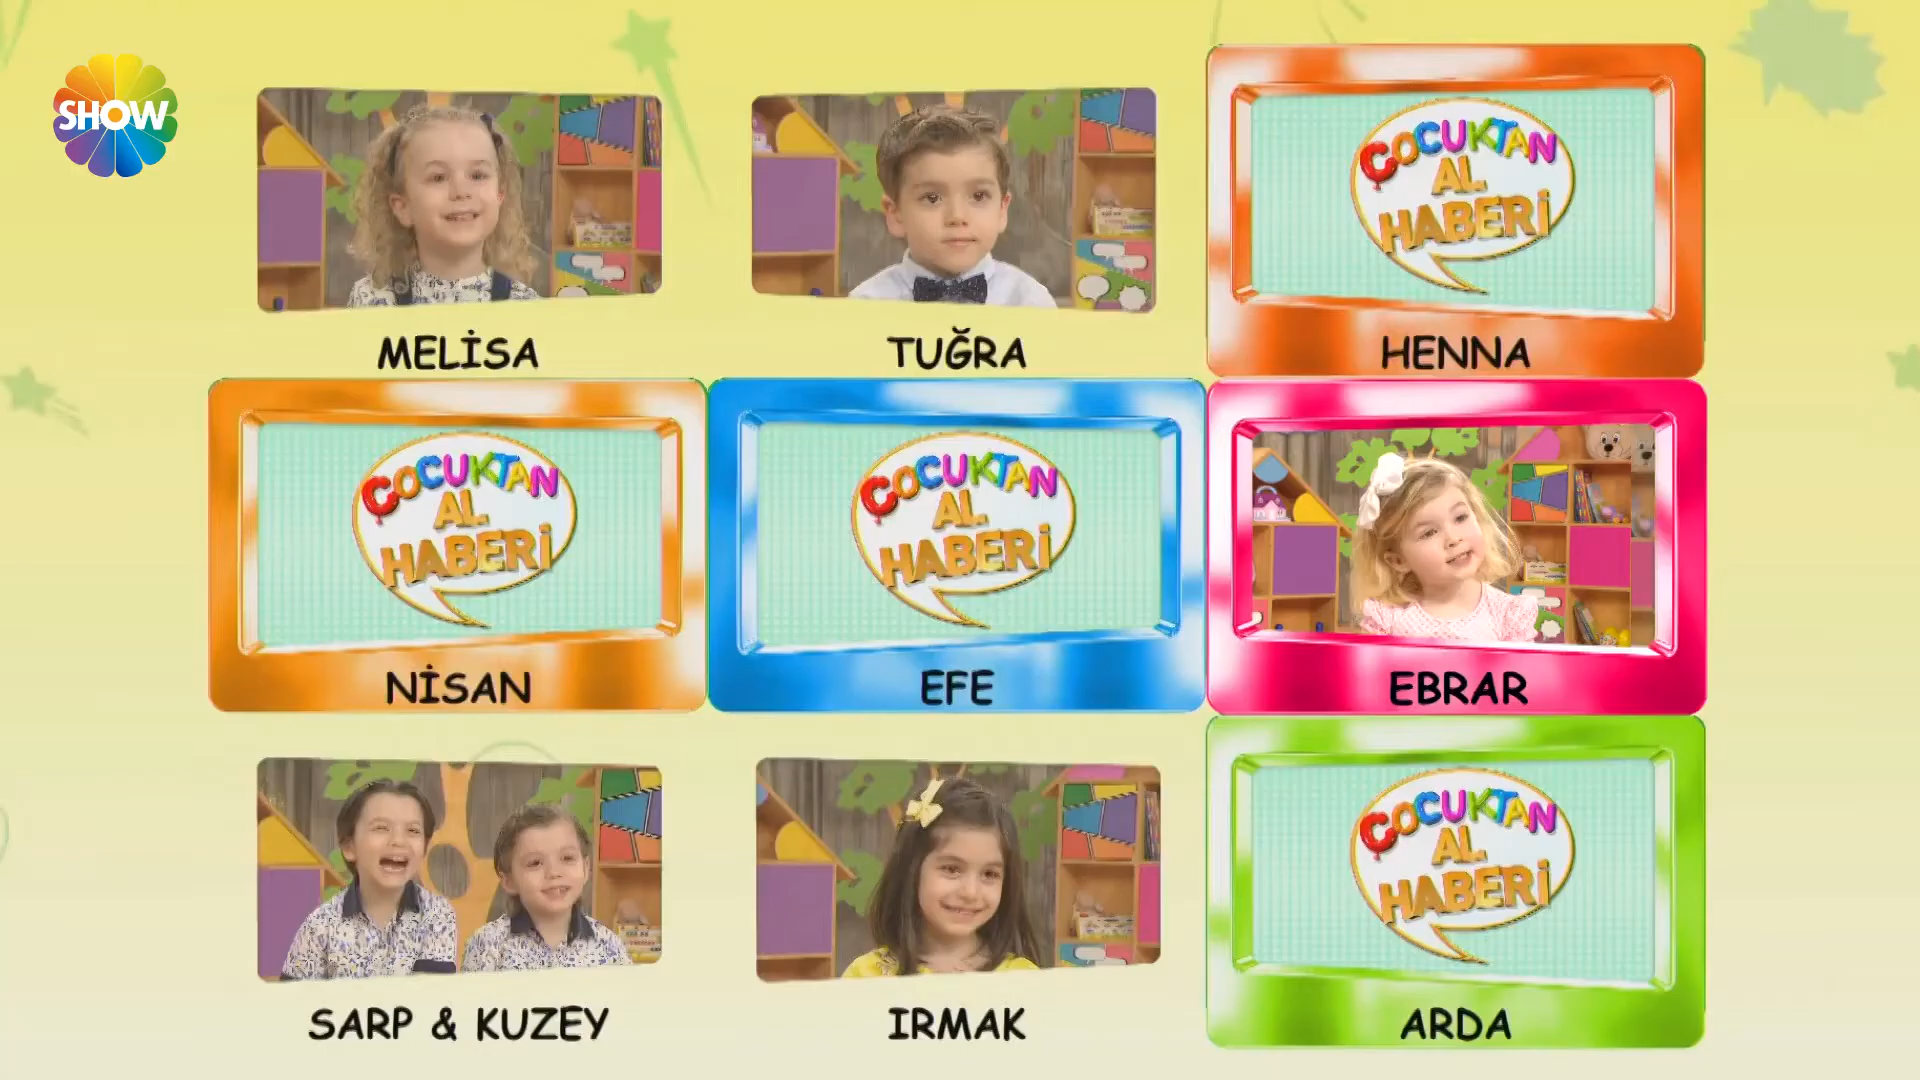 SHOW
ÇOCUKTAN
AL
HABERİ
MELİSA
TUĞRA
HENNA
ÇOCUKTAN
AL
HABERİ
ÇOCUKTAN
AL
HABERİ
NİSAN
EFE
EBRAR
ÇOCUKTAN
AL
HABERİ
SARP & KUZEY
IRMAK
ARDA